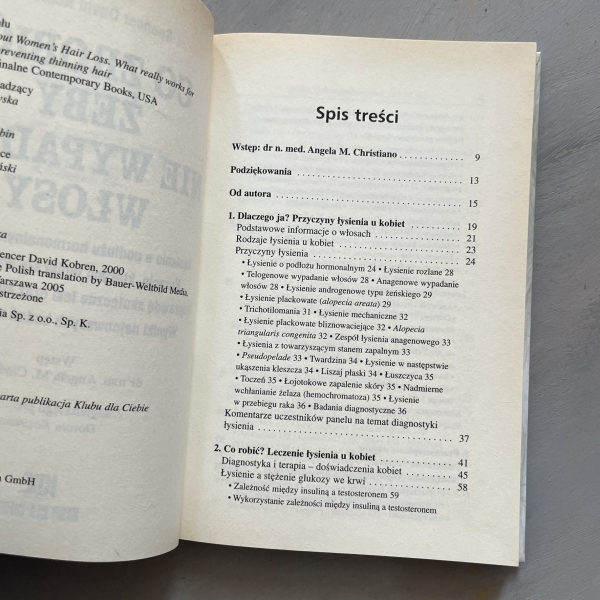 łu
out Women's Hair Loss. What really works for
preventing thinning hair
nalne Contemporary Books, USA
adzący
ska
bin
ce
ski
encer David Kobren, 2000
e Polish translation by Bauer-Weltbild Media,
Warszawa 2005
strzeżone
ia Sp. z o.o., Sp. K.
arta publikacja Klubu dla Ciebie
n GmbH
Spis treści
Wstęp: dr n. med. Angela M. Christiano . . . . . . . . . . . . 9
Podziękowania . . . . . . . . . . . . . . . . . . . . . . . . . . . . . . 13
Od autora . . . . . . . . . . . . . . . . . . . . . . . . . . . . . . . . . . 15
1. Dlaczego ja? Przyczyny łysienia u kobiet . . . . . . . . . . 19
Podstawowe informacje o włosach . . . . . . . . . . . . . . . . 21
Rodzaje łysienia u kobiet . . . . . . . . . . . . . . . . . . . . . . . 23
Przyczyny łysienia . . . . . . . . . . . . . . . . . . . . . . . . . . . . 24
• Łysienie o podłożu hormonalnym 24 • Łysienie rozlane 28
• Telogenowe wypadanie włosów 28 • Anagenowe wypadanie
włosów 28 • Łysienie androgenowe typu żeńskiego 29
• Łysienie plackowate (alopecia areata) 29
• Trichotilomania 31 • Łysienie mechaniczne 32
• Łysienie plackowate bliznowaciejące 32 • Alopecia
triangularis congenita 32 • Zespół łysienia anagenowego 33
• Łysienia z towarzyszącym stanem zapalnym 33
• Pseudopelade 33 • Twardzina 34 • Łysienie w następstwie
ukąszenia kleszcza 34 • Liszaj płaski 34 • Łuszczyca 35
• Toczeń 35 • Łojotokowe zapalenie skóry 35 • Nadmierne
wchłanianie żelaza (hemochromatoza) 35 • Łysienie
w przebiegu raka 36 • Badania diagnostyczne 36
Komentarze uczestników panelu na temat diagnostyki
łysienia . . . . . . . . . . . . . . . . . . . . . . . . . . . . . . . . . . . . 37
2. Co robić? Leczenie łysienia u kobiet . . . . . . . . . . . . . 41
Diagnostyka i terapia – doświadczenia kobiet . . . . . . . . 45
Łysienie a stężenie glukozy we krwi . . . . . . . . . . . . . . . 58
• Zależność między insuliną a testosteronem 59
• Wykorzystanie zależności między insuliną a testosteronem